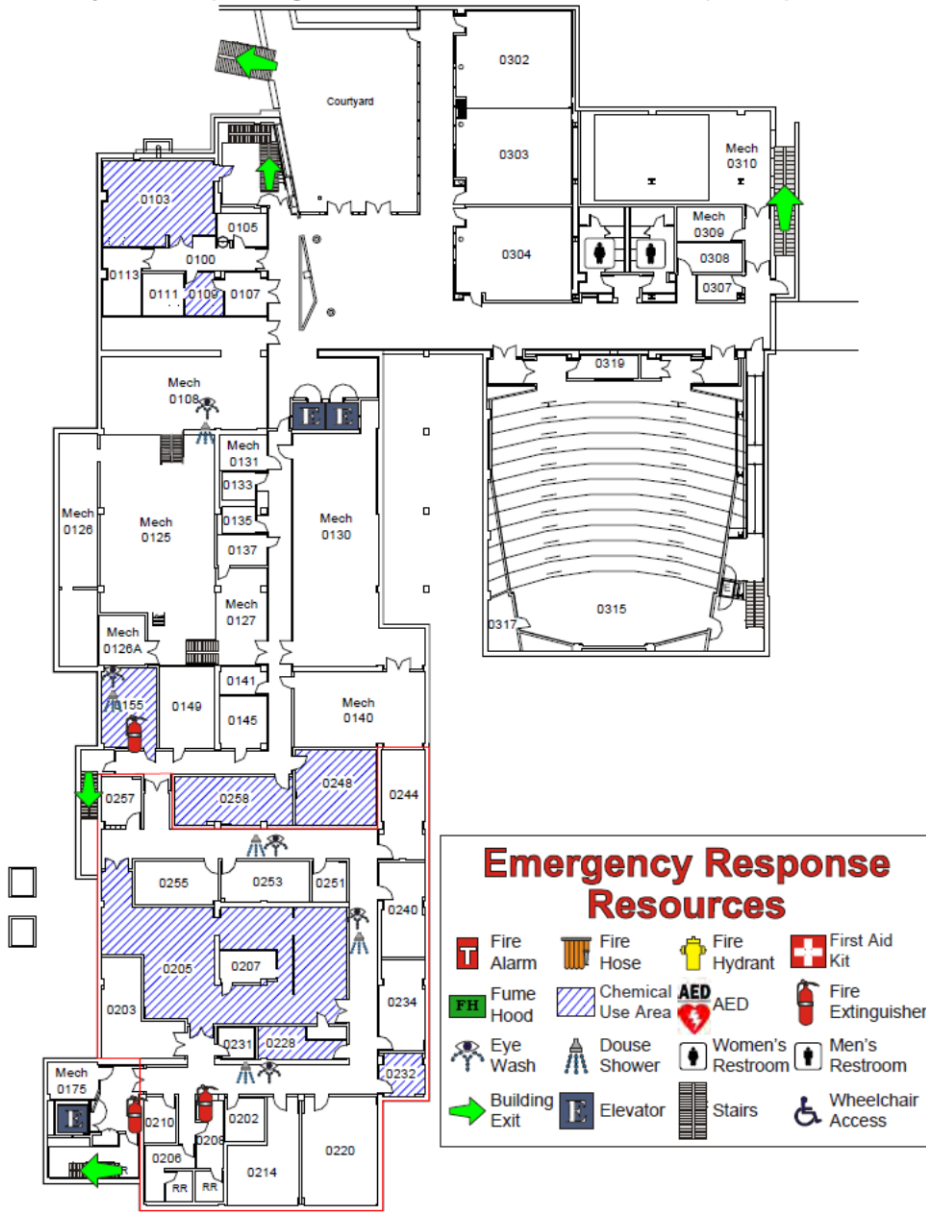 0302
Courtyard
0303
Mech
0310
0103
0105
Mech
0309
0304
0308
0100
0113
0111
0109
0107
0307
0319
Mech
0108
E
E
Mech
0131
0133
Mech
0126
Mech
0125
0135
Mech
0130
0137
Mech
0127
0315
0317
E
Mech
0126A
0141
0155
0149
0145
Mech
0140
0257
0258
0248
0244
0255
0253
0251
0240
0207
0205
0203
0234
0231
0228
0232
Mech
0175
E
0210
0208
0202
0206
0214
0220
RR
RR
R
Emergency Response
Resources
T
Fire
Alarm
Fire
Hose
Fire
Hydrant
First Aid
Kit
FH
Fume
Hood
Chemical
Use Area
AED
AED
Fire
Extinguisher
Eye
Wash
Douse
Shower
Women's
Restroom
Men's
Restroom
Building
Exit
E
Elevator
Stairs
Wheelchair
Access